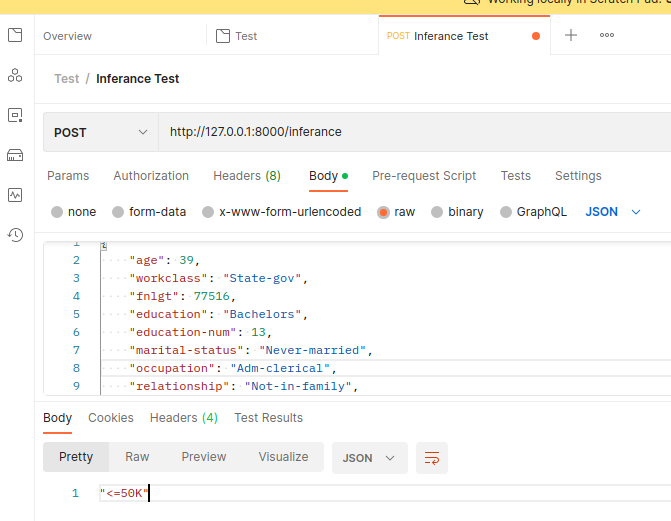 Working locally in Scratch Pad.
Overview
Test
POST Inferance Test
Test / Inferance Test
POST
http://127.0.0.1:8000/inferance
Params Authorization Headers (8) Body Pre-request Script Tests Settings
none form-data x-www-form-urlencoded raw binary GraphQL JSON
1 {
2 "age": 39,
3 "workclass": "State-gov",
4 "fnlgt": 77516,
5 "education": "Bachelors",
6 "education-num": 13,
7 "marital-status": "Never-married",
8 "occupation": "Adm-clerical",
9 "relationship": "Not-in-family",
Body Cookies Headers (4) Test Results
Pretty Raw Preview Visualize JSON
1 "<=50K"